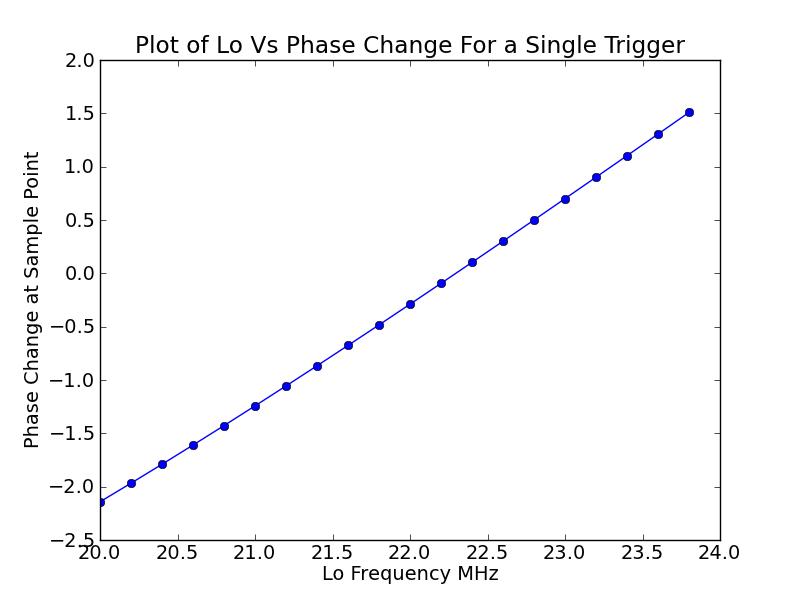 Plot of Lo Vs Phase Change For a Single Trigger
2.0
1.5
1.0
0.5
0.0
−0.5
−1.0
−1.5
−2.0
−2.5
Phase Change at Sample Point
20.0 20.5 21.0 21.5 22.0 22.5 23.0 23.5 24.0
Lo Frequency MHz